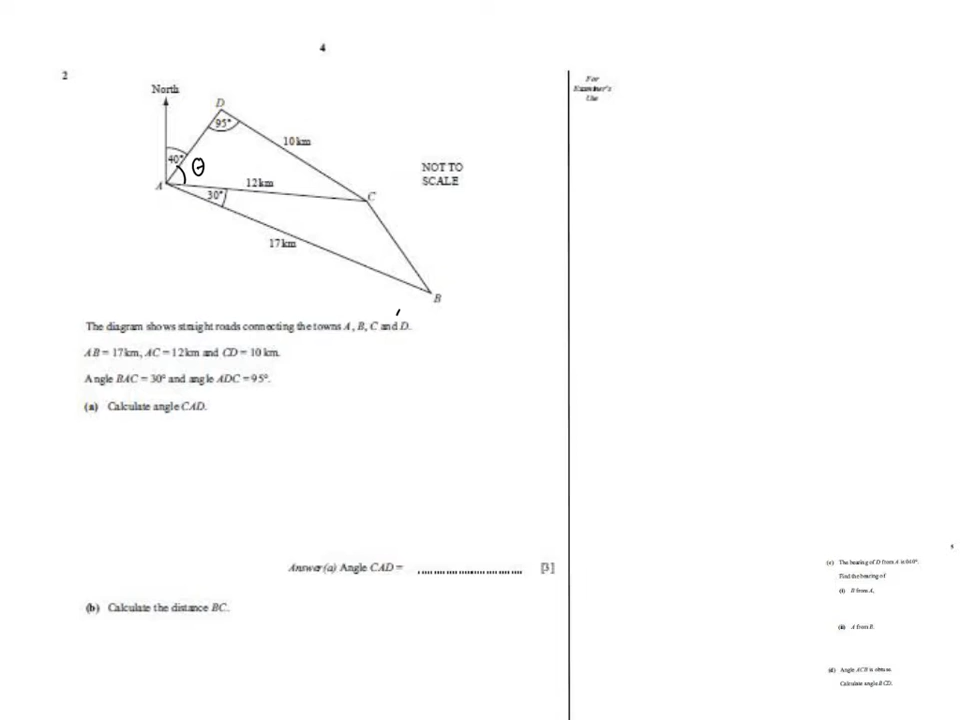 4
2
North
For
Examiner's
Use
D
95°
10 km
40°
θ
NOT TO
SCALE
A
12 km
C
30°
17 km
B
The diagram shows straight roads connecting the towns A, B, C and D.
AB = 17 km, AC = 12 km and CD = 10 km.
Angle BAC = 30° and angle ADC = 95°.
(a) Calculate angle CAD.
Answer (a) Angle CAD = .............................. [3]
(b) Calculate the distance BC.
5
(c) The bearing of D from A is 040°.
Find the bearing of
(i) B from A,
(ii) A from B.
(d) Angle ACB is obtuse.
Calculate angle BCD.